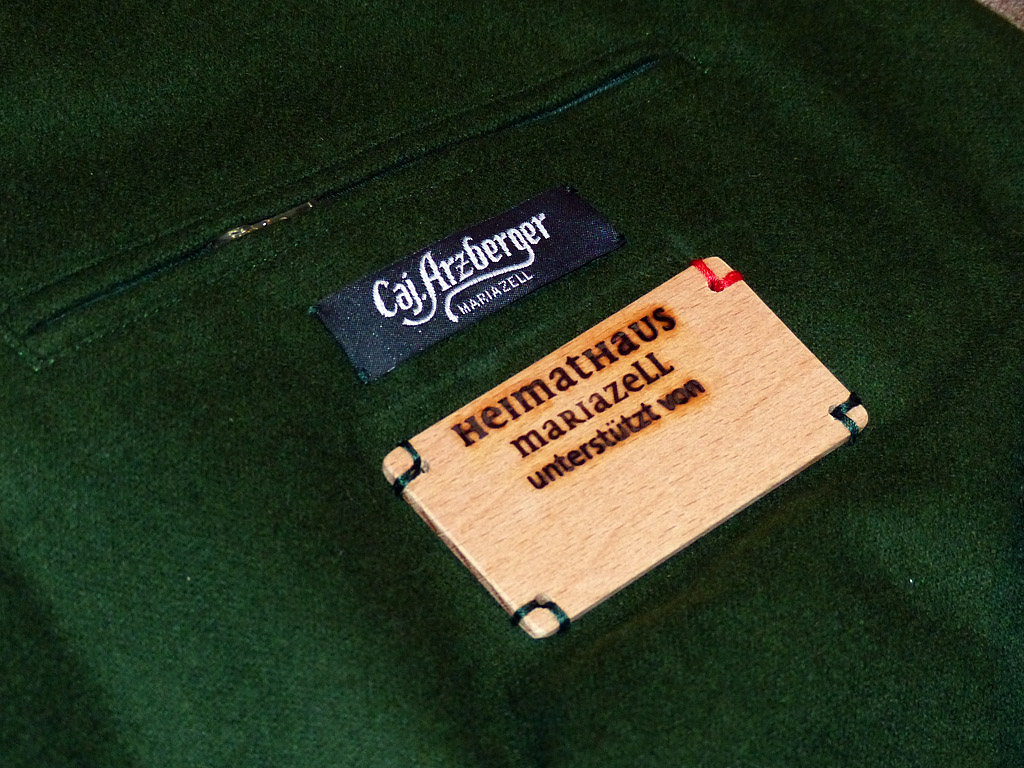 Caj. Arzberger
MARIAZELL
HeimatHaus
maRIAZeLL
unterstützt von